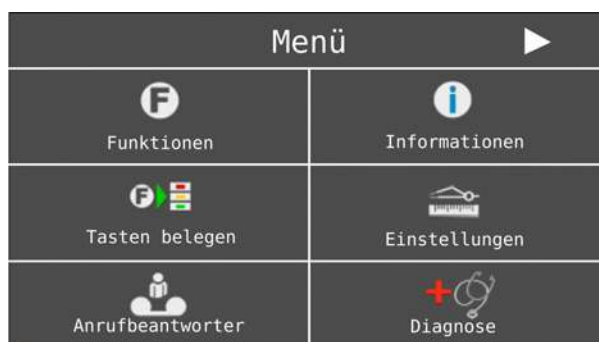 Menü
F
Funktionen
i
Informationen
F
Tasten belegen
Einstellungen
Anrufbeantworter
Diagnose